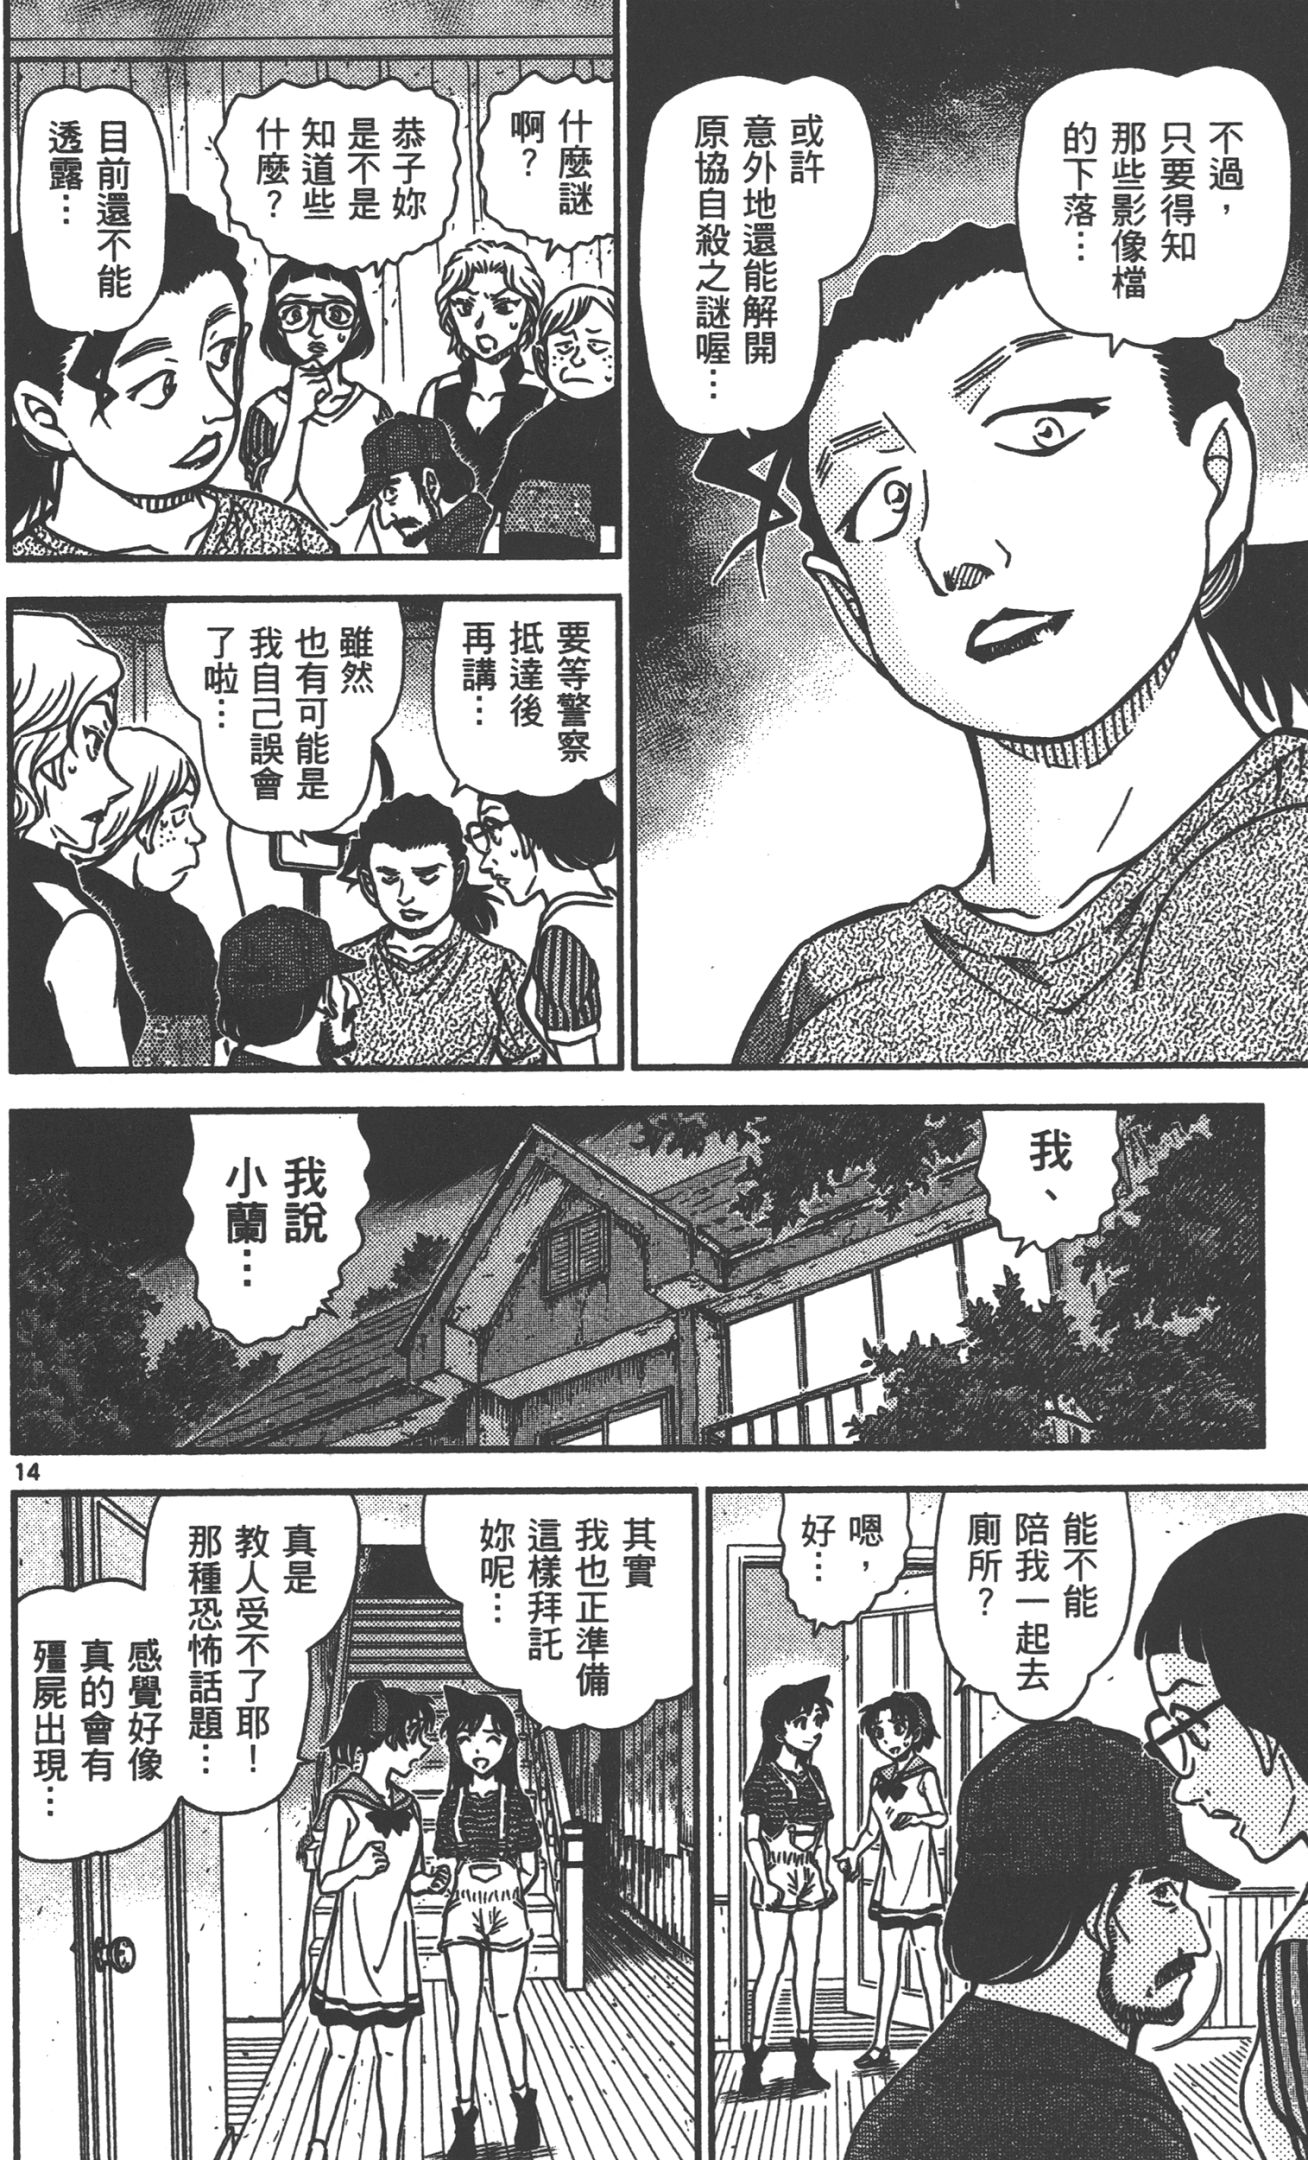 不過，
只要得知
那些影像檔
的下落…
或許
意外地還能解開
原協自殺之謎喔…
什麼謎
啊？
恭子妳
是不是
知道些
什麼？
目前還不能
透露…
要等警察
抵達後
再講…
雖然
也有可能是
我自己誤會
了啦…
我、
我說
小蘭…
能不能
陪我一起去
廁所？
嗯，
好…
其實
我也正準備
這樣拜託
妳呢…
真是
教人受不了耶！
那種恐怖話題…
感覺好像
真的會有
殭屍出現…
14